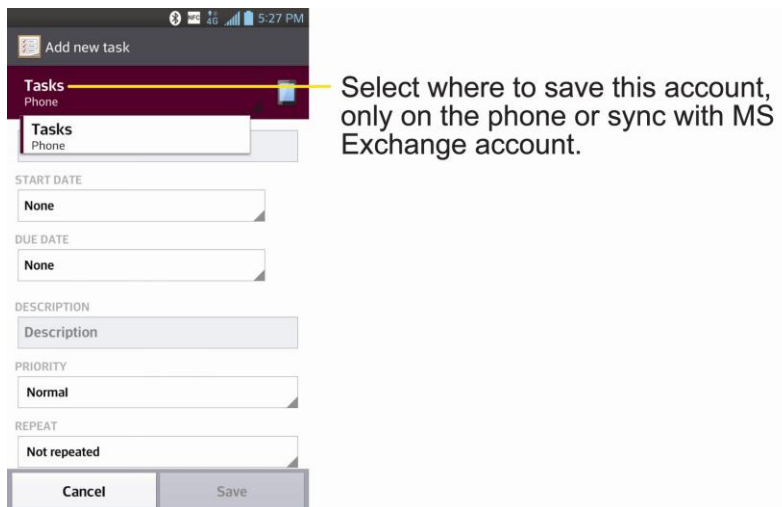 NFC 4G 5:27 PM
Add new task
Tasks
Phone
Tasks
Phone
Select where to save this account,
only on the phone or sync with MS
Exchange account.
START DATE
None
DUE DATE
None
DESCRIPTION
Description
PRIORITY
Normal
REPEAT
Not repeated
Cancel Save